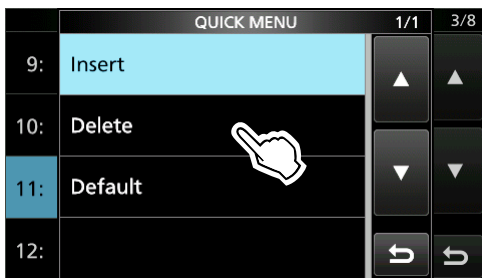 QUICK MENU 1/1 3/8
9: Insert
10: Delete
11: Default
12: